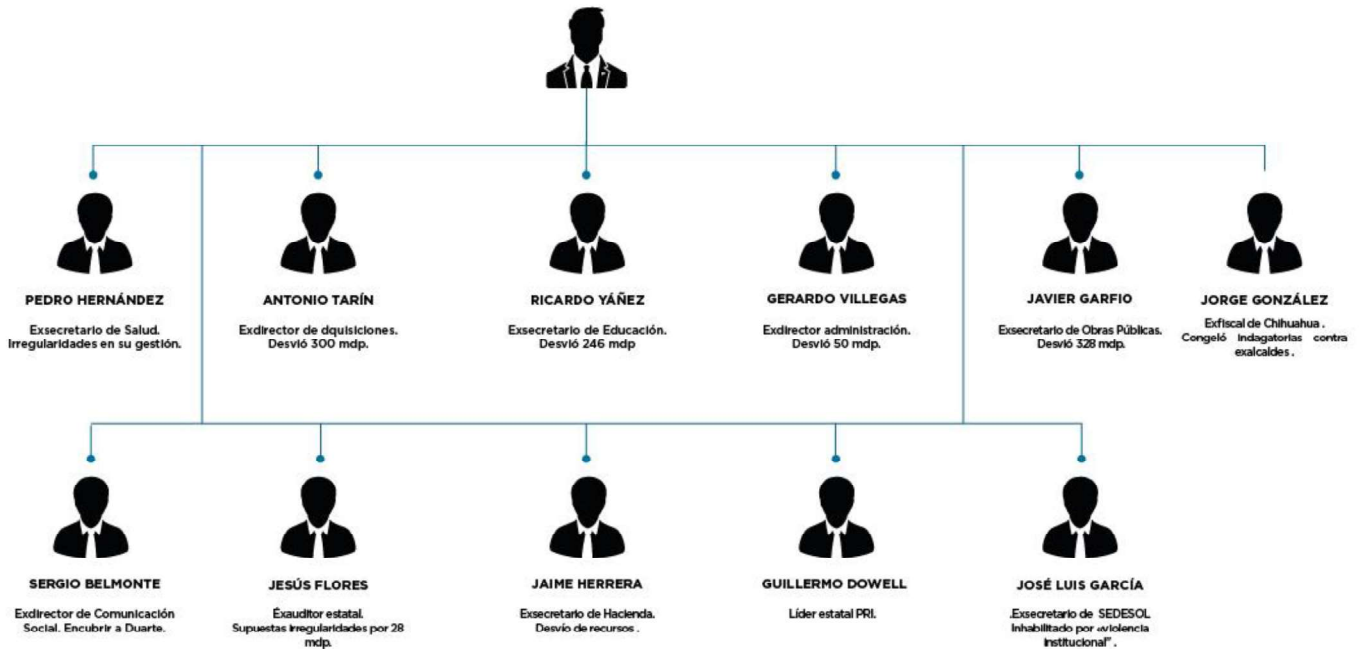 PEDRO HERNÁNDEZ
Exsecretario de Salud.
Irregularidades en su gestión.
ANTONIO TARÍN
Exdirector de dquisiciones.
Desvió 300 mdp.
RICARDO YÁÑEZ
Exsecretario de Educación.
Desvió 246 mdp
GERARDO VILLEGAS
Exdirector administración.
Desvió 50 mdp.
JAVIER GARFIO
Exsecretario de Obras Públicas.
Desvió 328 mdp.
JORGE GONZÁLEZ
Exfiscal de Chihuahua .
Congeló indagatorias contra
exalcaldes .
SERGIO BELMONTE
Exdirector de Comunicación
Social. Encubrir a Duarte.
JESÚS FLORES
Éxauditor estatal.
Supuestas irregularidades por 28
mdp.
JAIME HERRERA
Exsecretario de Hacienda.
Desvío de recursos .
GUILLERMO DOWELL
Líder estatal PRI.
JOSÉ LUIS GARCÍA
.Exsecretario de SEDESOL
Inhabilitado por «violencia
institucional" .